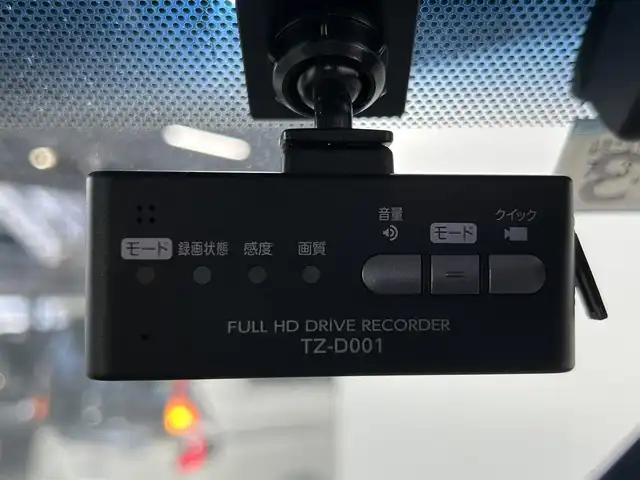 音量
モード
クイック
モード 録画状態 感度 画質
FULL HD DRIVE RECORDER
TZ-D001